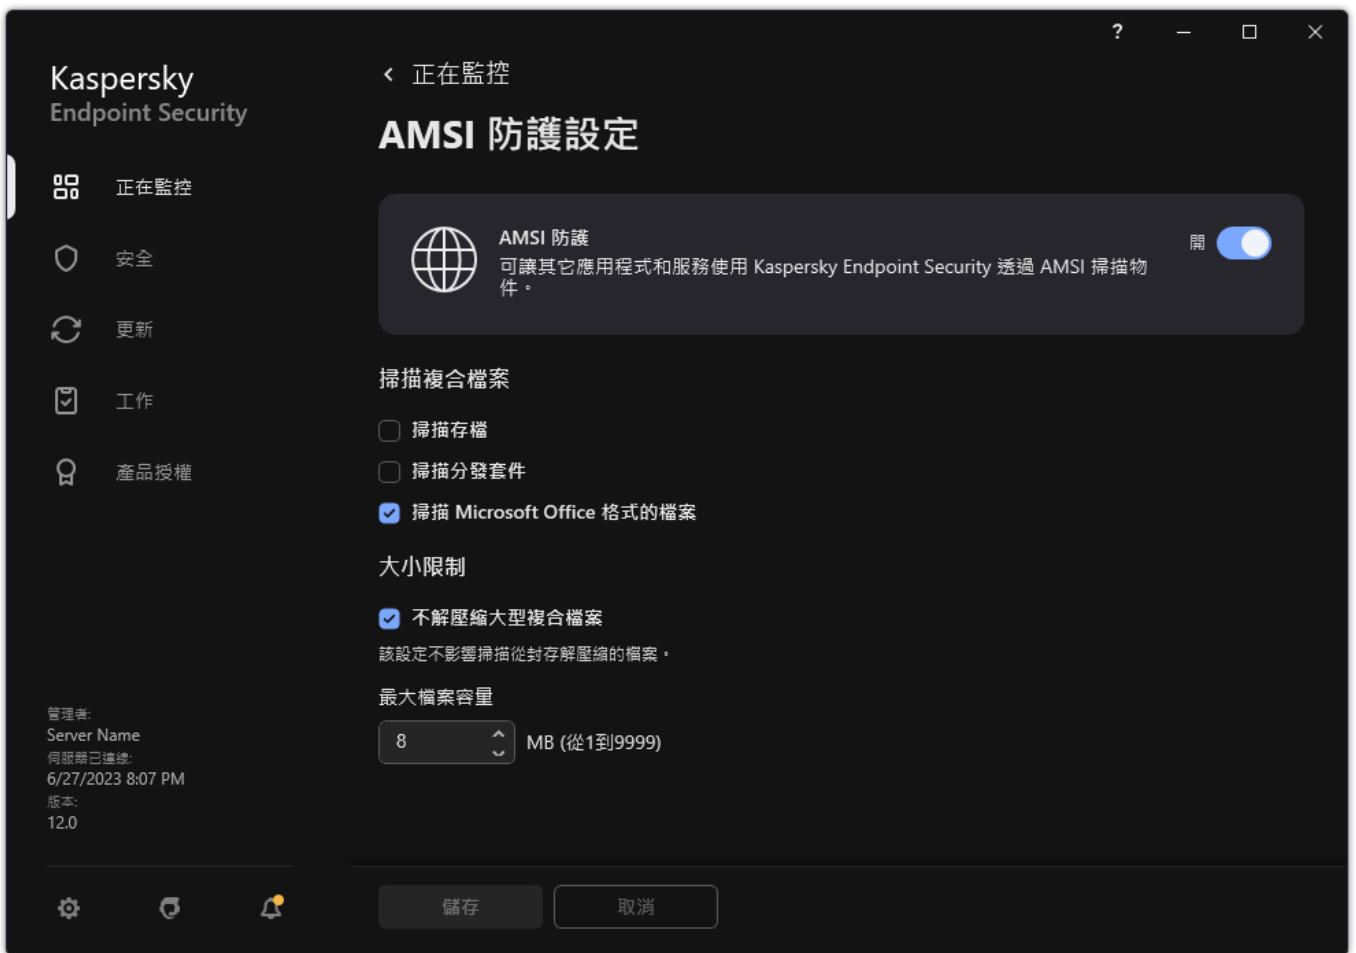 ?
Kaspersky
Endpoint Security
正在監控
安全
更新
工作
產品授權
管理者:
Server Name
伺服器已連線:
6/27/2023 8:07 PM
版本:
12.0
正在監控
AMSI 防護設定
AMSI 防護
可讓其它應用程式和服務使用 Kaspersky Endpoint Security 透過 AMSI 掃描物
件。
開
掃描複合檔案
掃描存檔
掃描分發套件
掃描 Microsoft Office 格式的檔案
大小限制
不解壓縮大型複合檔案
該設定不影響掃描從封存解壓縮的檔案。
最大檔案容量
8
MB (從1到9999)
儲存
取消